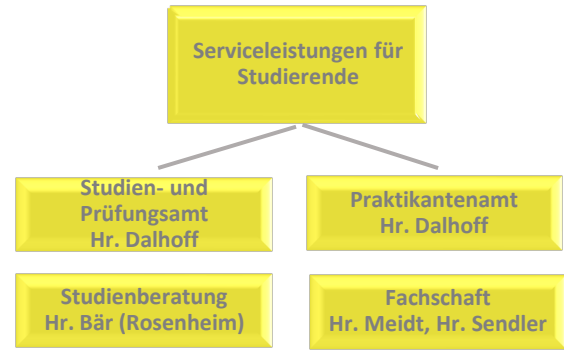 Serviceleistungen für
Studierende
Studien- und
Prüfungsamt
Hr. Dalhoff
Praktikantenamt
Hr. Dalhoff
Studienberatung
Hr. Bär (Rosenheim)
Fachschaft
Hr. Meidt, Hr. Sendler